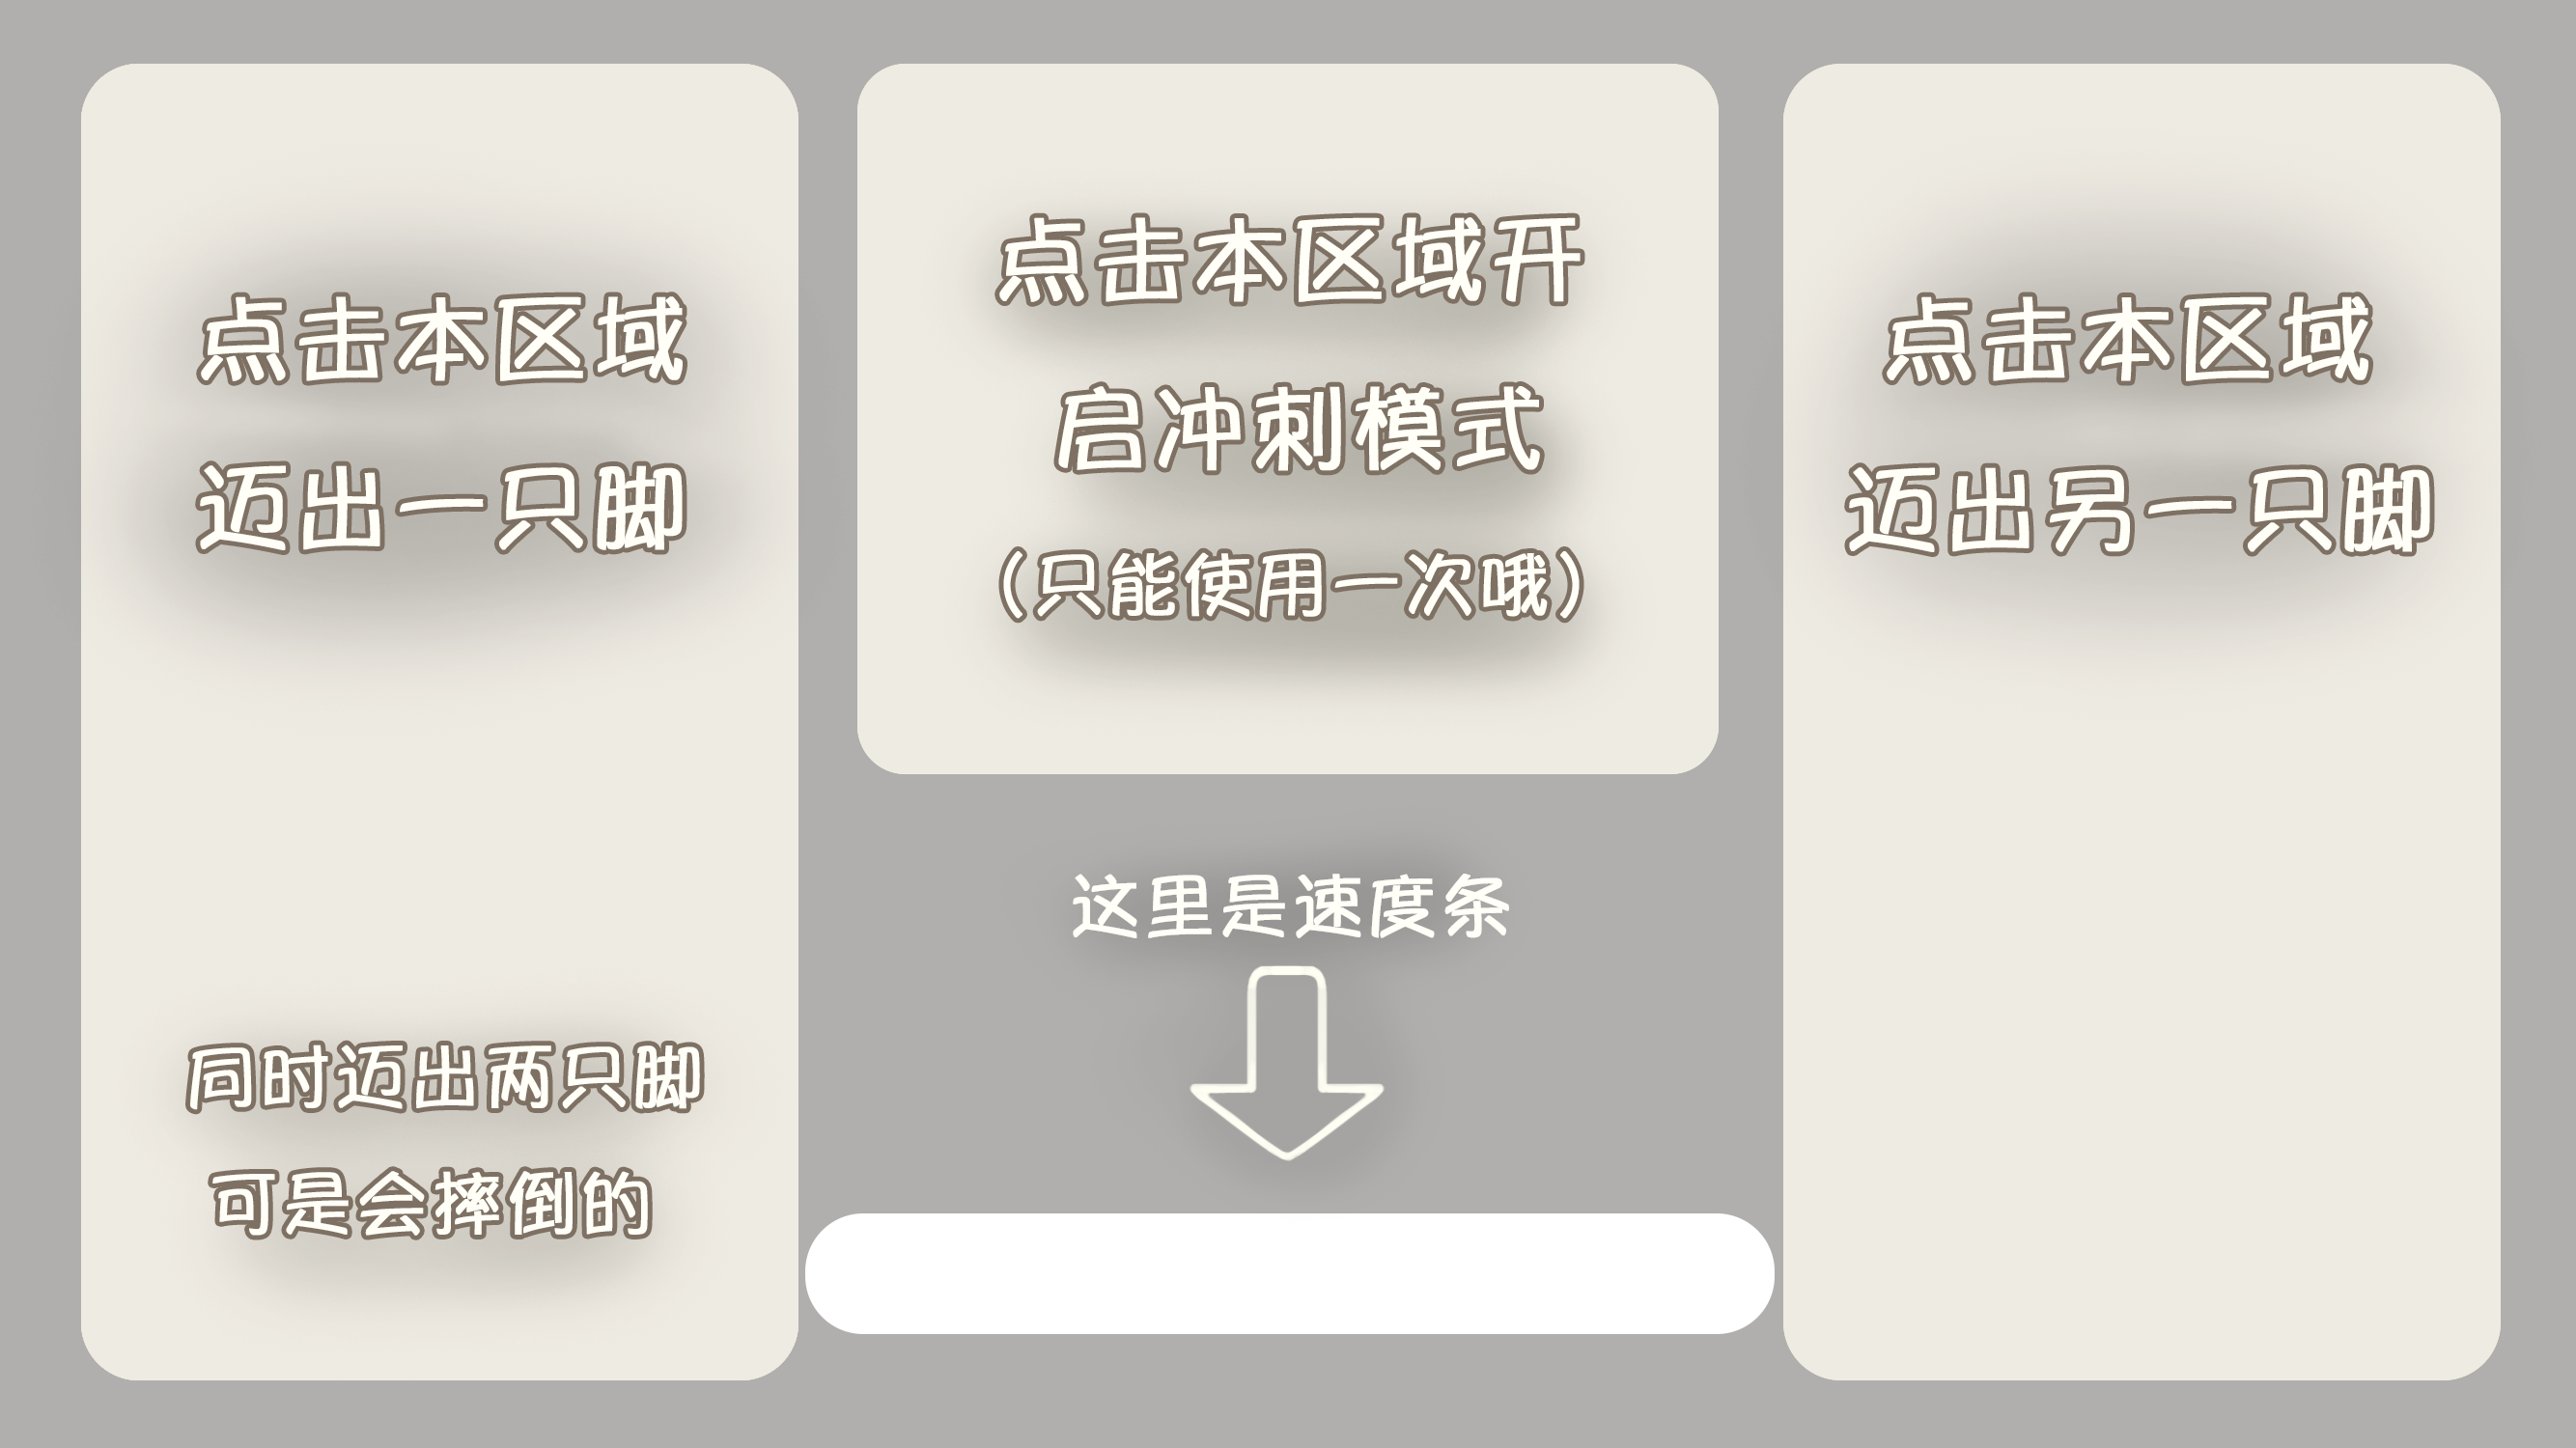 点击本区域
迈出一只脚
同时迈出两只脚
可是会摔倒的
点击本区域开
启冲刺模式
（只能使用一次哦）
这里是速度条
点击本区域
迈出另一只脚